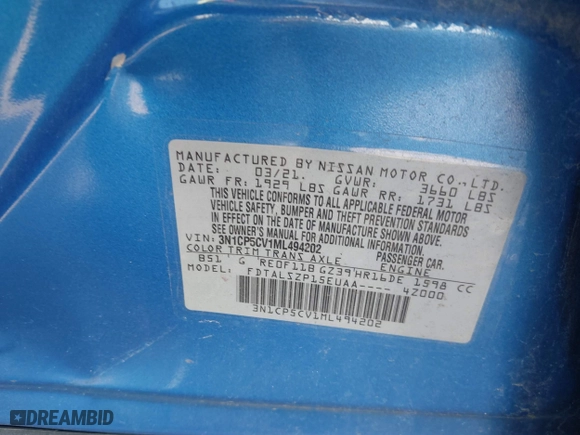 MANUFACTURED BY NISSAN MOTOR CO., LTD.
DATE: 03/21. GVWR: 3660 LBS
GAWR FR: 1929 LBS GAWR RR: 1731 LBS
THIS VEHICLE CONFORMS TO ALL APPLICABLE FEDERAL MOTOR
VEHICLE SAFETY, BUMPER AND THEFT PREVENTION STANDARDS
IN EFFECT ON THE DATE OF MANUFACTURE SHOWN ABOVE.
SEE OWNER'S MANUAL OR ADDITIONAL INFORMATION
VIN: 3N1CP5CV1ML494202 PASSENGER CAR.
COLOR TRIM TRANS AXLE ENGINE
B51' G RE0F11B GZ39'HR16DE 1598 CC
MODEL: FDTALSZP15EUAA---- 4Z000
3N1CP5CV1ML494202
DREAMBID